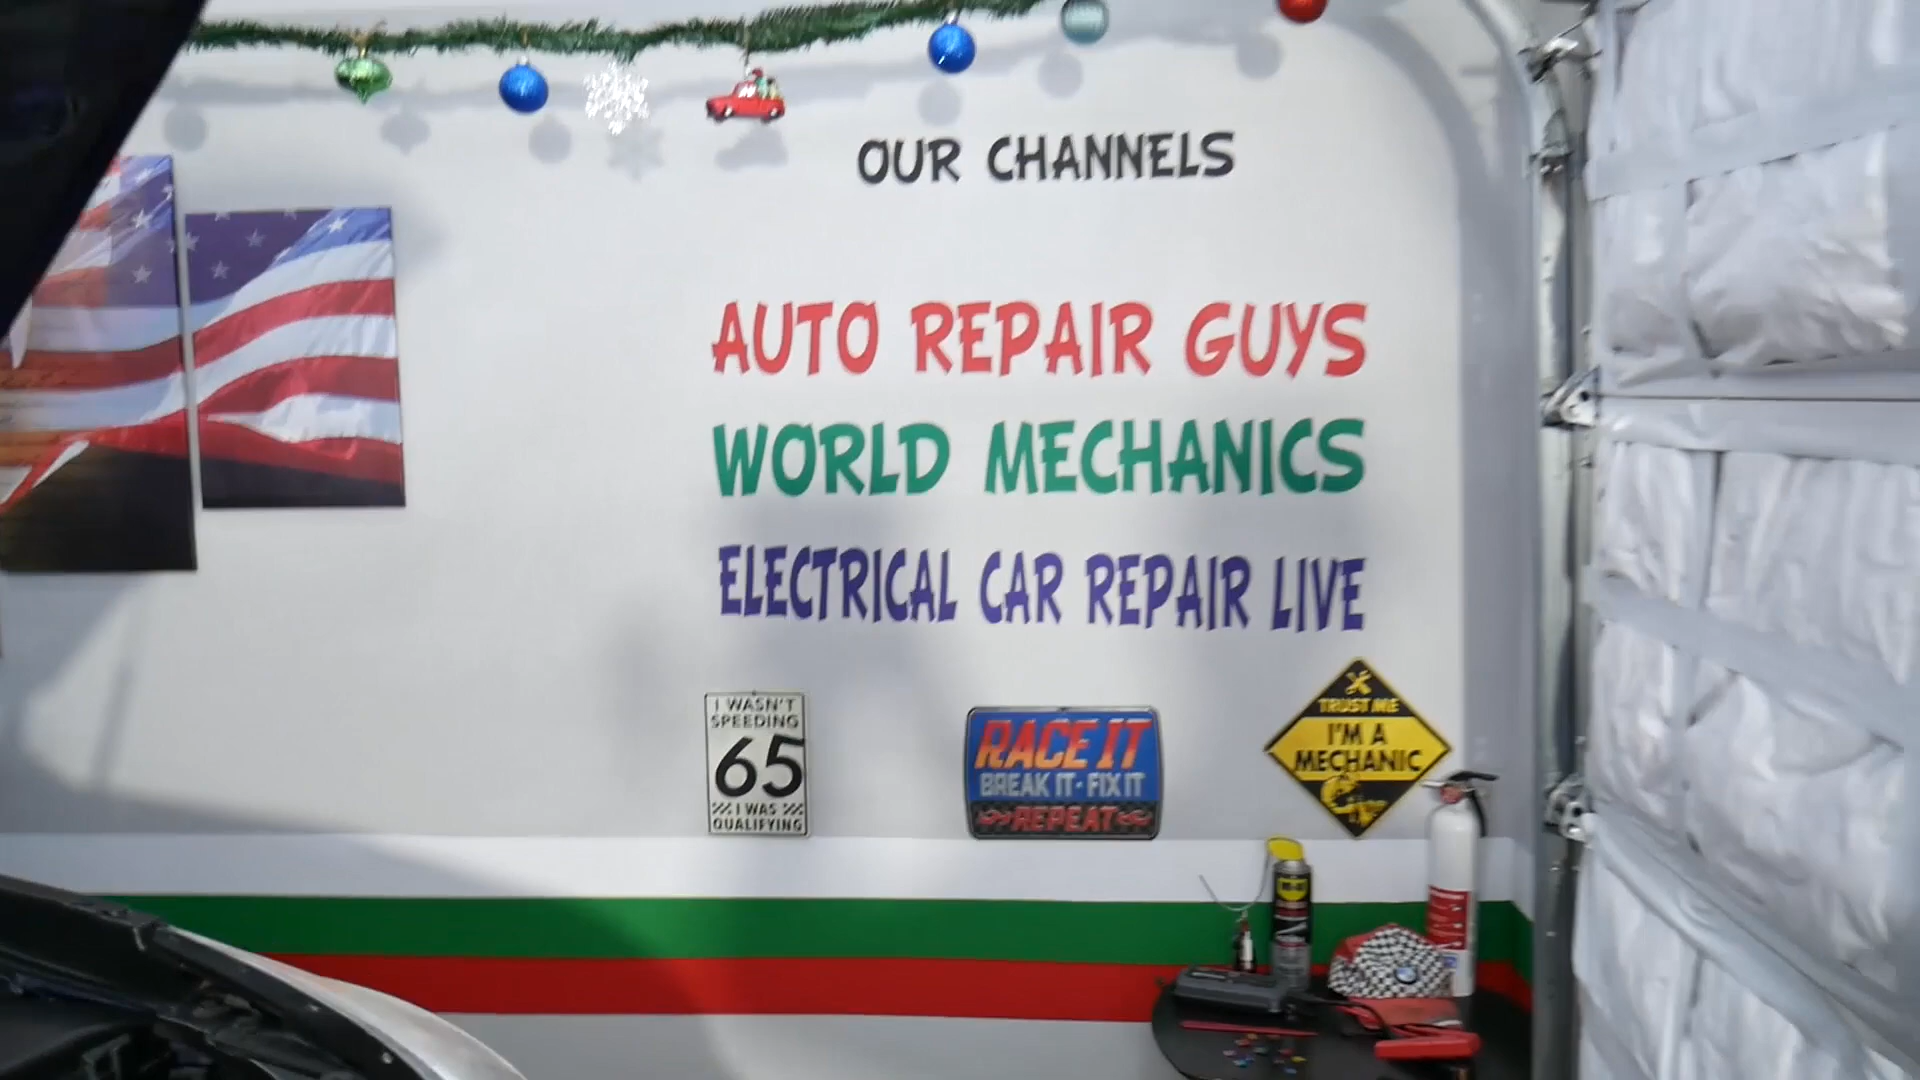 OUR CHANNELS
AUTO REPAIR GUYS
WORLD MECHANICS
ELECTRICAL CAR REPAIR LIVE
I WASN'T
SPEEDING
65
I WAS
QUALIFYING
RACE IT
BREAK IT · FIX IT
REPEAT
TRUST ME
I'M A
MECHANIC